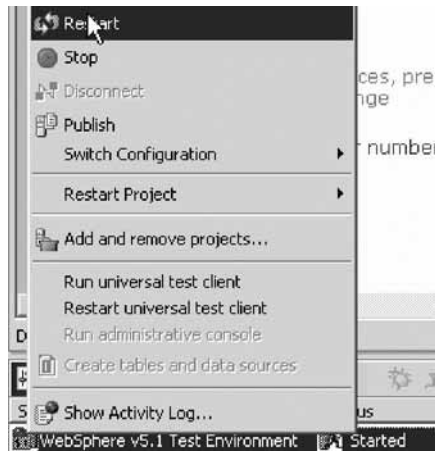 Restart
Stop
Disconnect
Publish
Switch Configuration
Restart Project
Add and remove projects...
Run universal test client
Restart universal test client
Run administrative console
Create tables and data sources
Show Activity Log...
WebSphere v5.1 Test Environment Started
ces, pre
nge
number
D
S
us